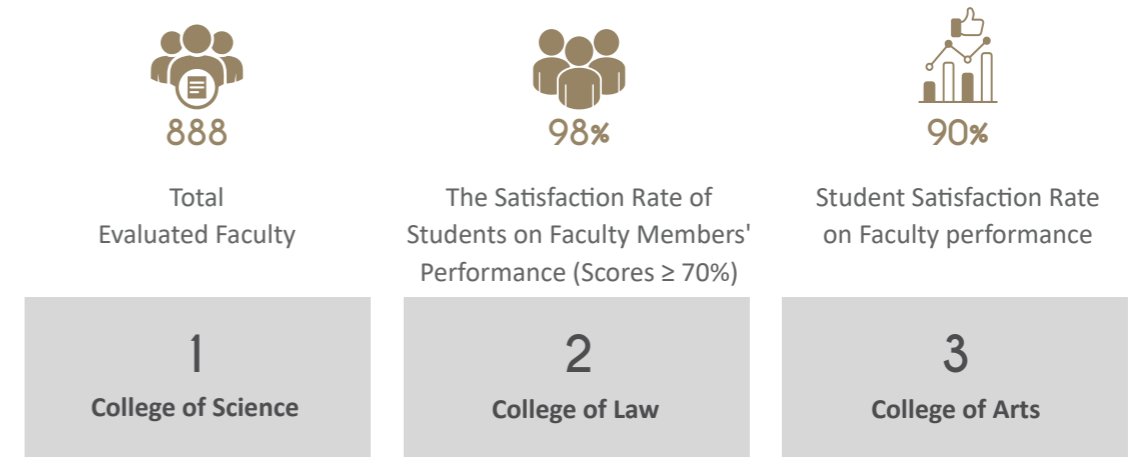 888
Total
Evaluated Faculty
98%
The Satisfaction Rate of
Students on Faculty Members'
Performance (Scores ≥ 70%)
90%
Student Satisfaction Rate
on Faculty performance
1
College of Science
2
College of Law
3
College of Arts